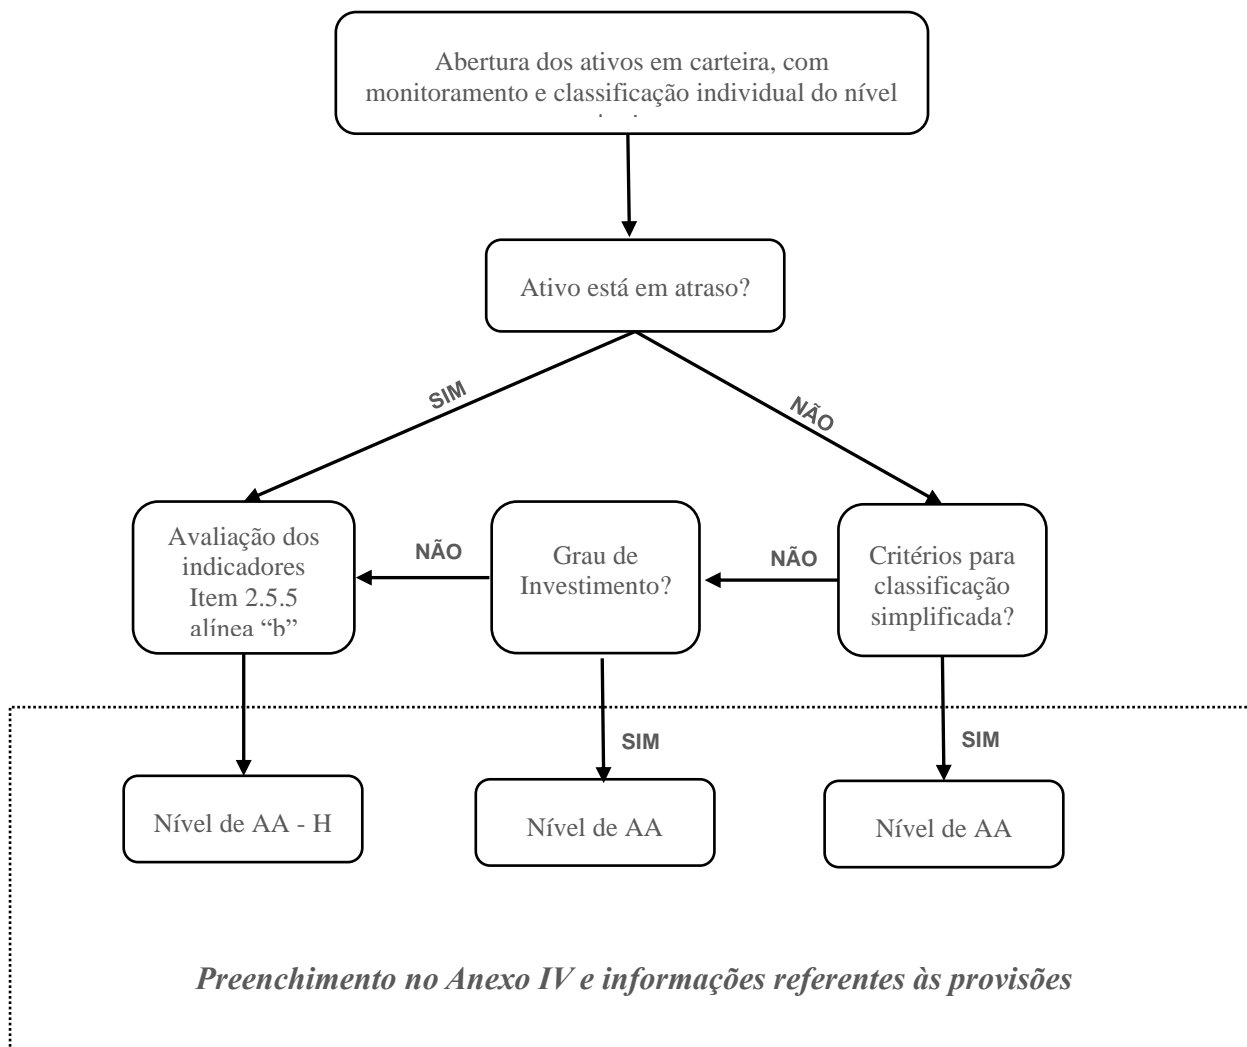 Abertura dos ativos em carteira, com
monitoramento e classificação individual do nível
Ativo está em atraso?
SIM
NÃO
Avaliação dos
indicadores
Item 2.5.5
alínea “b”
NÃO
Grau de
Investimento?
NÃO
Critérios para
classificação
simplificada?
SIM
SIM
Nível de AA - H
Nível de AA
Nível de AA
Preenchimento no Anexo IV e informações referentes às provisões